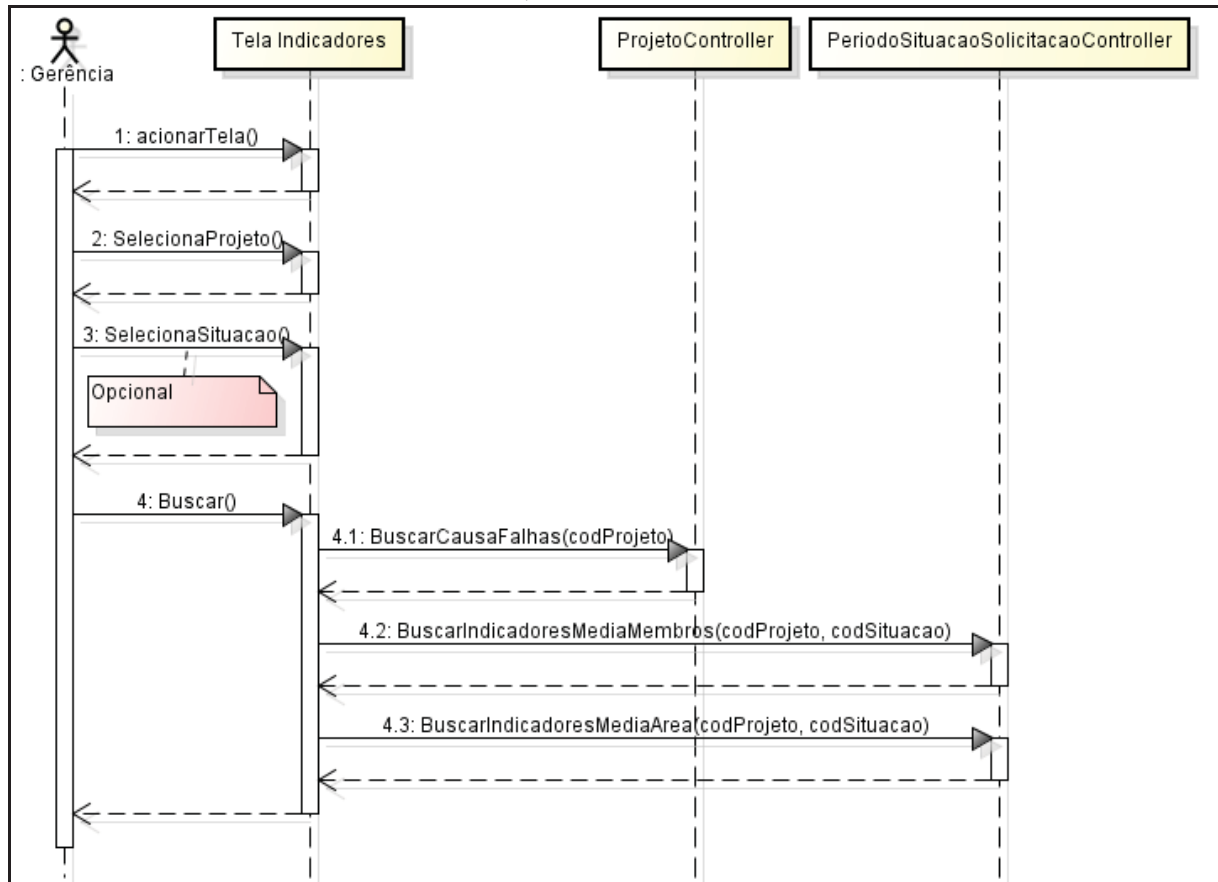 : Gerência
Tela Indicadores
ProjetoController
PeriodoSituacaoSolicitacaoController
1: acionarTela()
2: SelecionaProjeto()
3: SelecionaSituacao()
Opcional
4: Buscar()
4.1: BuscarCausaFalhas(codProjeto)
4.2: BuscarIndicadoresMediaMembros(codProjeto, codSituacao)
4.3: BuscarIndicadoresMediaArea(codProjeto, codSituacao)